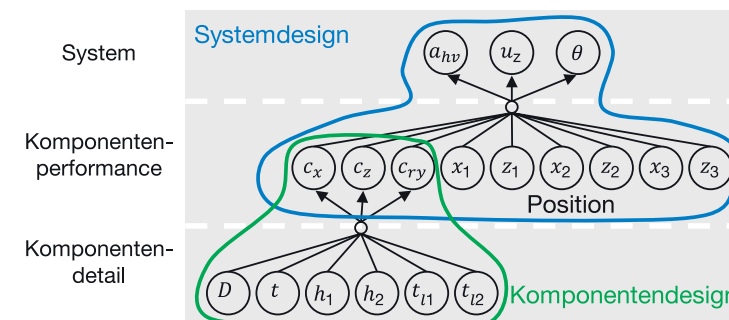 System
Systemdesign
a_hv u_z θ
Komponenten-
performance
c_x c_z c_ry x_1 z_1 x_2 z_2 x_3 z_3
Position
Komponenten-
detail
D t h_1 h_2 t_l1 t_l2
Komponentendesign